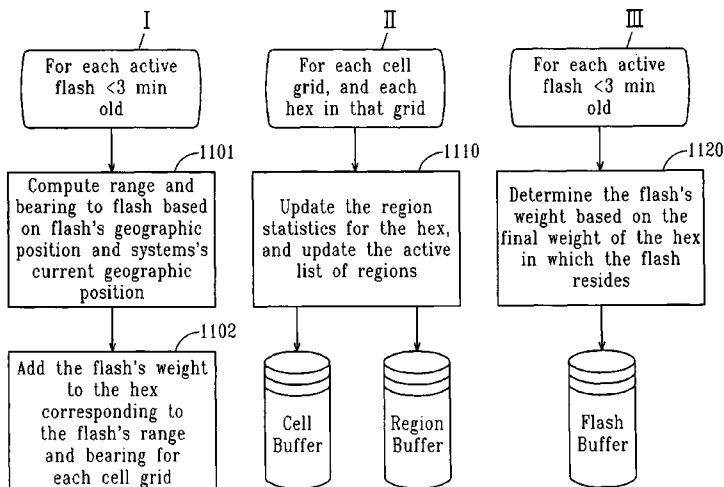 I
For each active
flash <3 min
old
1101
Compute range and
bearing to flash based
on flash's geographic
position and systems's
current geographic
position
1102
Add the flash's weight
to the hex
corresponding to
the flash's range
and bearing for
each cell grid
II
For each cell
grid, and each
hex in that grid
1110
Update the region
statistics for the hex,
and update the active
list of regions
Cell
Buffer
Region
Buffer
III
For each active
flash <3 min
old
1120
Determine the flash's
weight based on the
final weight of the hex
in which the flash
resides
Flash
Buffer